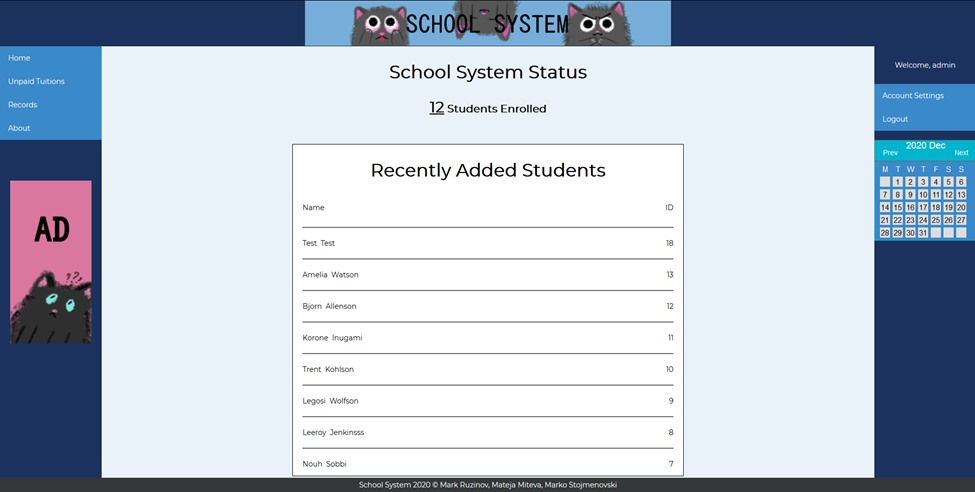 SCHOOL SYSTEM
Home
Unpaid Tuitions
Records
About
AD
??
School System Status
12 Students Enrolled
Recently Added Students
Name ID
Test Test 18
Amelia Watson 13
Bjorn Allenson 12
Korone Inugami 11
Trent Kohlson 10
Legosi Wolfson 9
Leeroy Jenkinsss 8
Nouh Sobbi 7
Welcome, admin
Account Settings
Logout
2020 Dec
Prev Next
M T W T F S S
1 2 3 4 5 6
7 8 9 10 11 12 13
14 15 16 17 18 19 20
21 22 23 24 25 26 27
28 29 30 31
School System 2020 © Mark Ruzinov, Mateja Miteva, Marko Stojmenovski